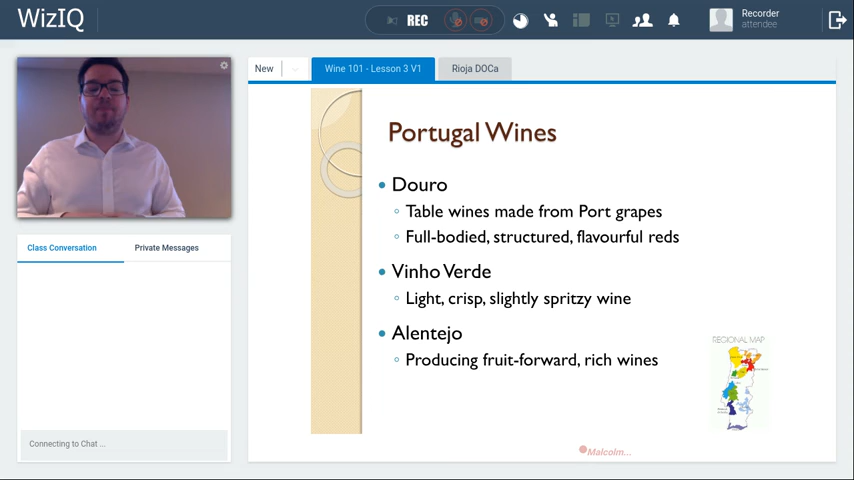 WizIQ
REC
Recorder
attendee
New
Wine 101 - Lesson 3 V1
Rioja DOCa
Portugal Wines
Douro
Table wines made from Port grapes
Full-bodied, structured, flavourful reds
Vinho Verde
Light, crisp, slightly spritzy wine
Alentejo
Producing fruit-forward, rich wines
REGIONAL MAP
Class Conversation
Private Messages
Connecting to Chat ...
Malcolm...